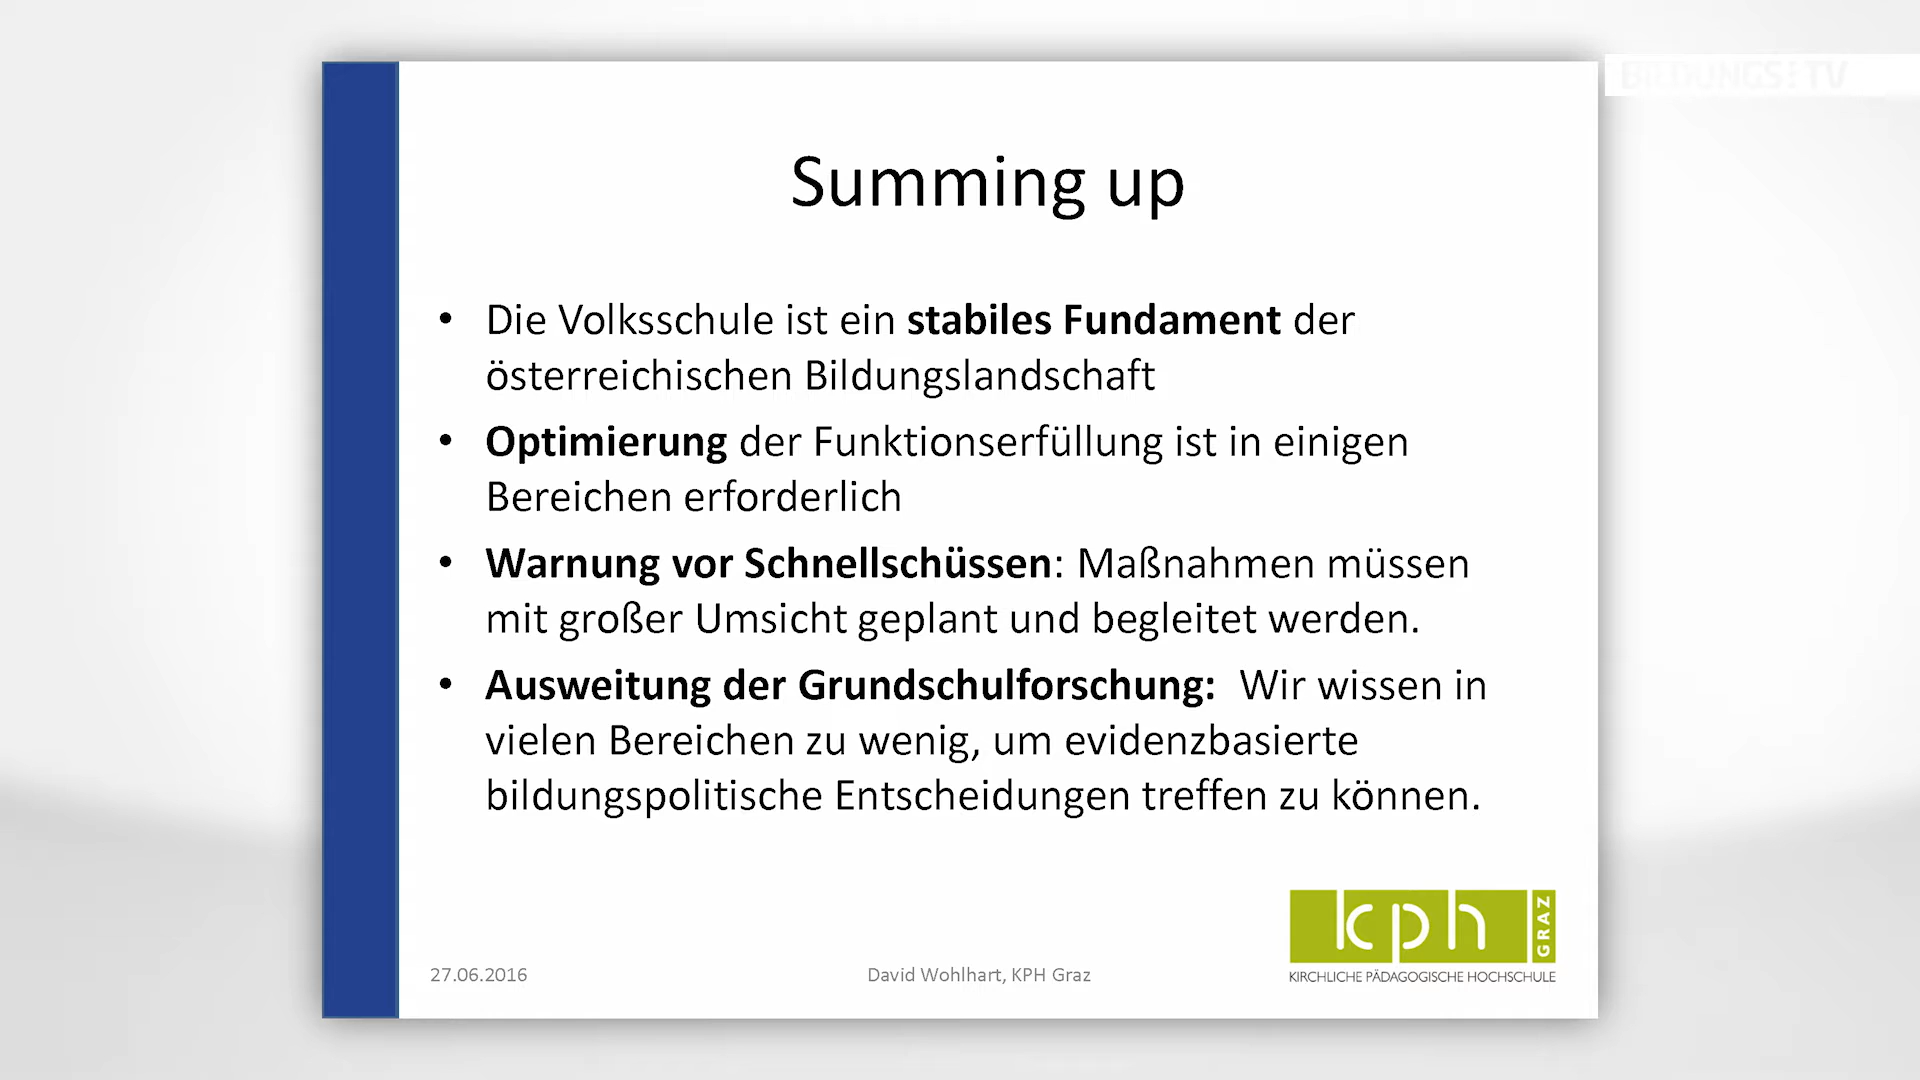 BILDUNGS TV
Summing up
• Die Volksschule ist ein stabiles Fundament der
österreichischen Bildungslandschaft
• Optimierung der Funktionserfüllung ist in einigen
Bereichen erforderlich
• Warnung vor Schnellschüssen: Maßnahmen müssen
mit großer Umsicht geplant und begleitet werden.
• Ausweitung der Grundschulforschung: Wir wissen in
vielen Bereichen zu wenig, um evidenzbasierte
bildungspolitische Entscheidungen treffen zu können.
kph GRAZ
KIRCHLICHE PÄDAGOGISCHE HOCHSCHULE
27.06.2016
David Wohlhart, KPH Graz